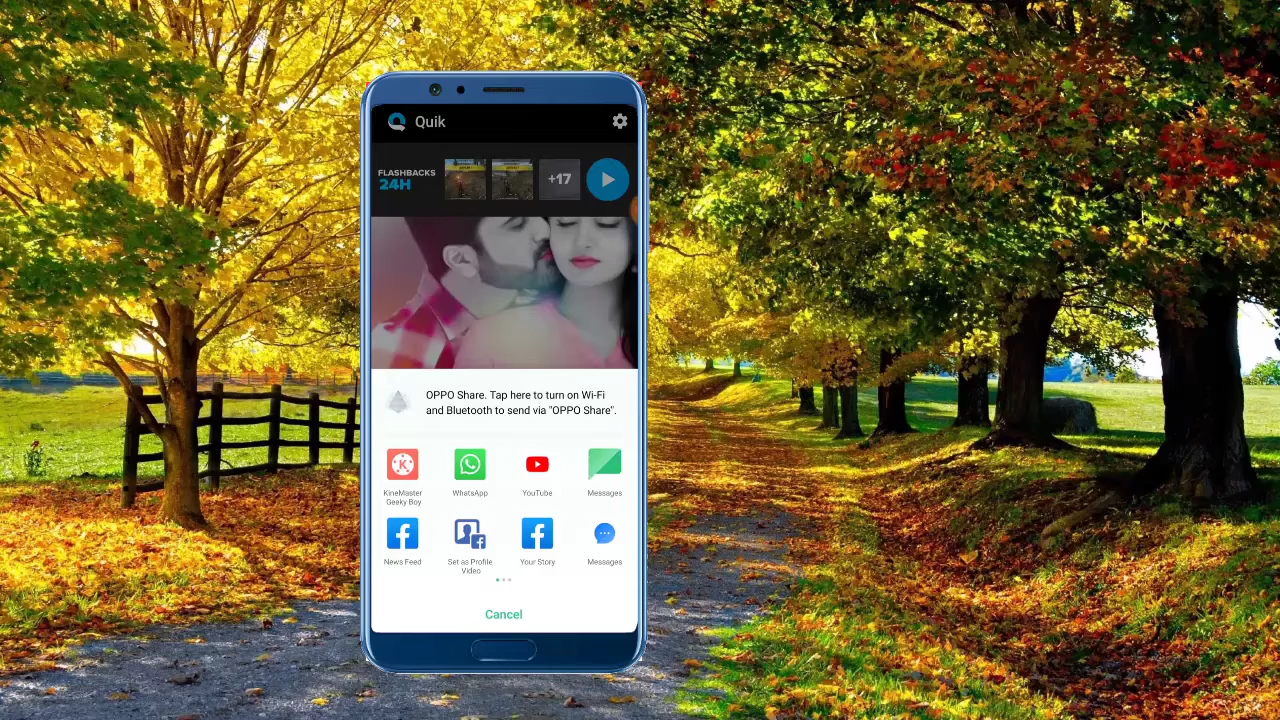 Quik
FLASHBACKS
24H
+17
OPPO Share. Tap here to turn on Wi-Fi
and Bluetooth to send via "OPPO Share".
KineMaster
Geeky Boy
WhatsApp
YouTube
Messages
News Feed
Set as Profile
Video
Your Story
Messages
Cancel